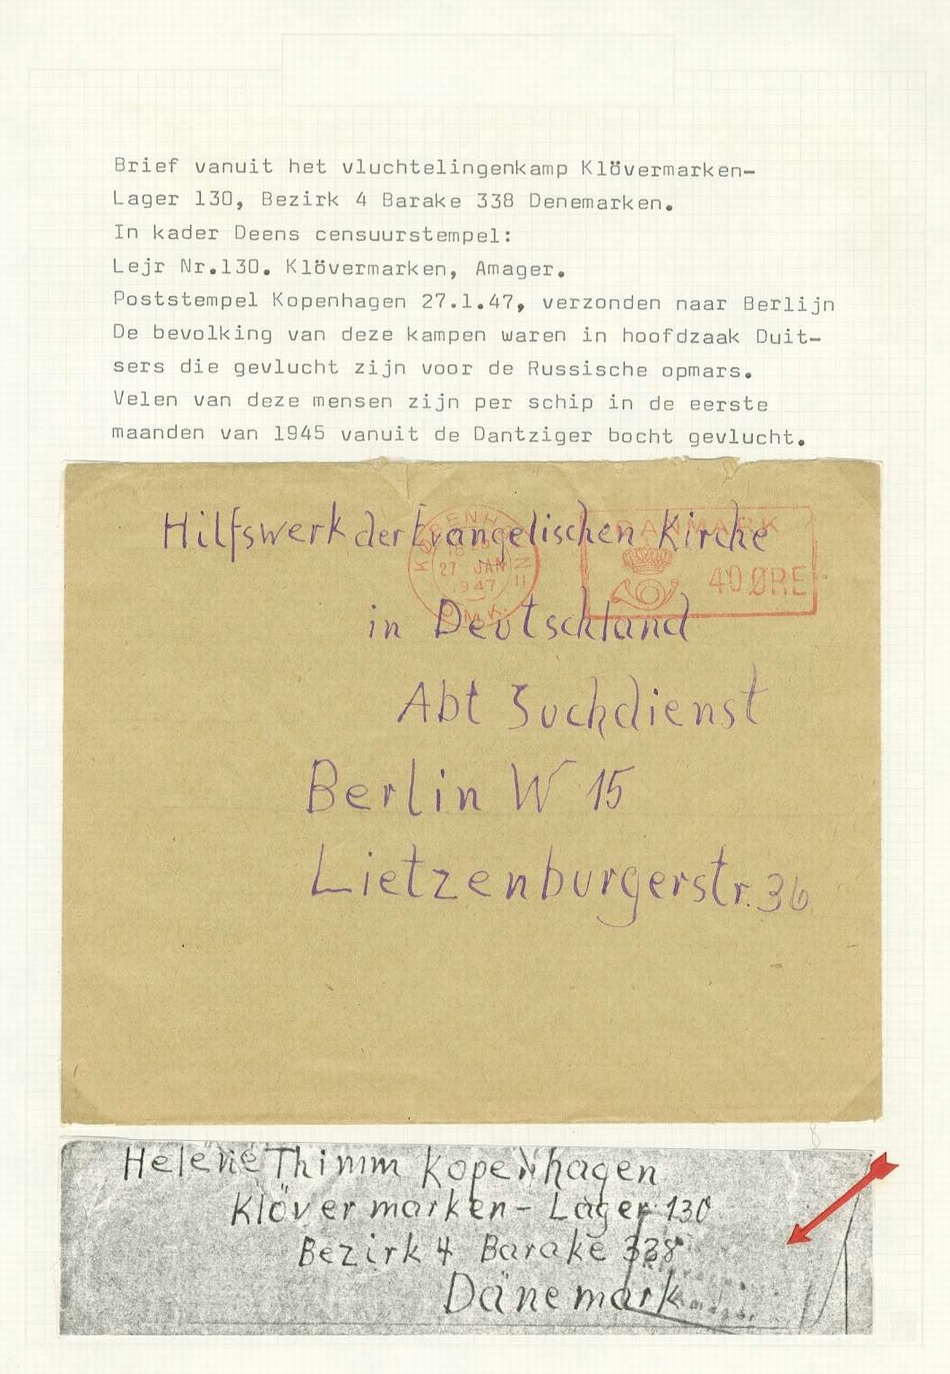 Brief vanuit het vluchtelingenkamp Klövermarken-
Lager 130, Bezirk 4 Barake 338 Denemarken.
In kader Deens censuurstempel:
Lejr Nr.130. Klövermarken, Amager.
Poststempel Kopenhagen 27.1.47, verzonden naar Berlijn
De bevolking van deze kampen waren in hoofdzaak Duit-
sers die gevlucht zijn voor de Russische opmars.
Velen van deze mensen zijn per schip in de eerste
maanden van 1945 vanuit de Dantziger bocht gevlucht.
Hilfswerk der Evangelischen Kirche
KØBENHAVN
27 JAN
1947
OMK.
DANMARK
40 ØRE
in Deutschland
Abt Suchdienst
Berlin W 15
Lietzenburgerstr. 36
Helene Thimm Kopenhagen
Klövermarken - Lager 130
Bezirk 4 Barake 338
Dänemark